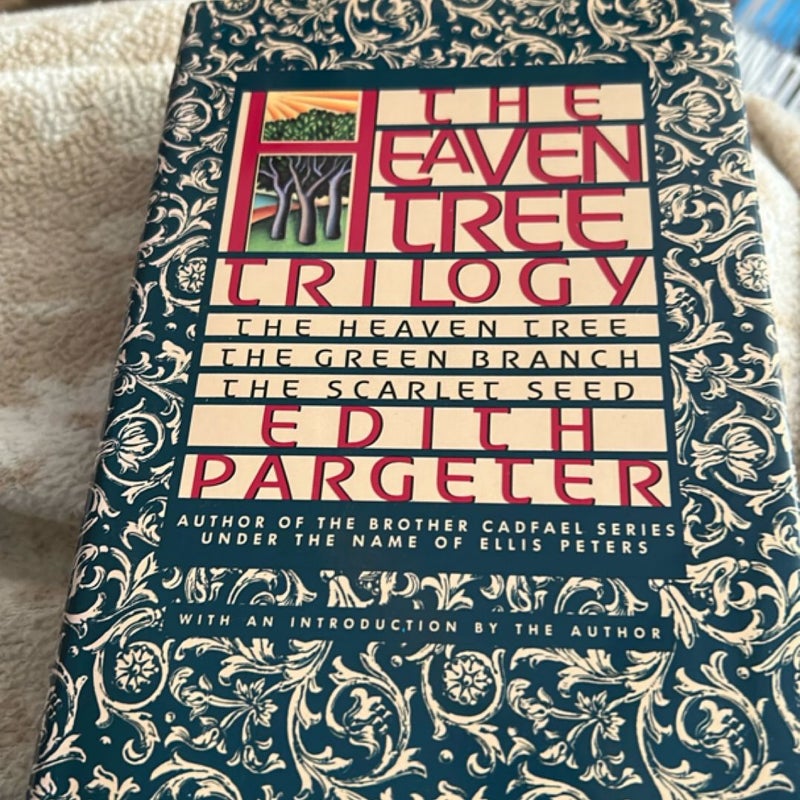 THE
HEAVEN
TREE
TRILOGY
THE HEAVEN TREE
THE GREEN BRANCH
THE SCARLET SEED
EDITH
PARGETER
AUTHOR OF THE BROTHER CADFAEL SERIES
UNDER THE NAME OF ELLIS PETERS
WITH AN INTRODUCTION BY THE AUTHOR